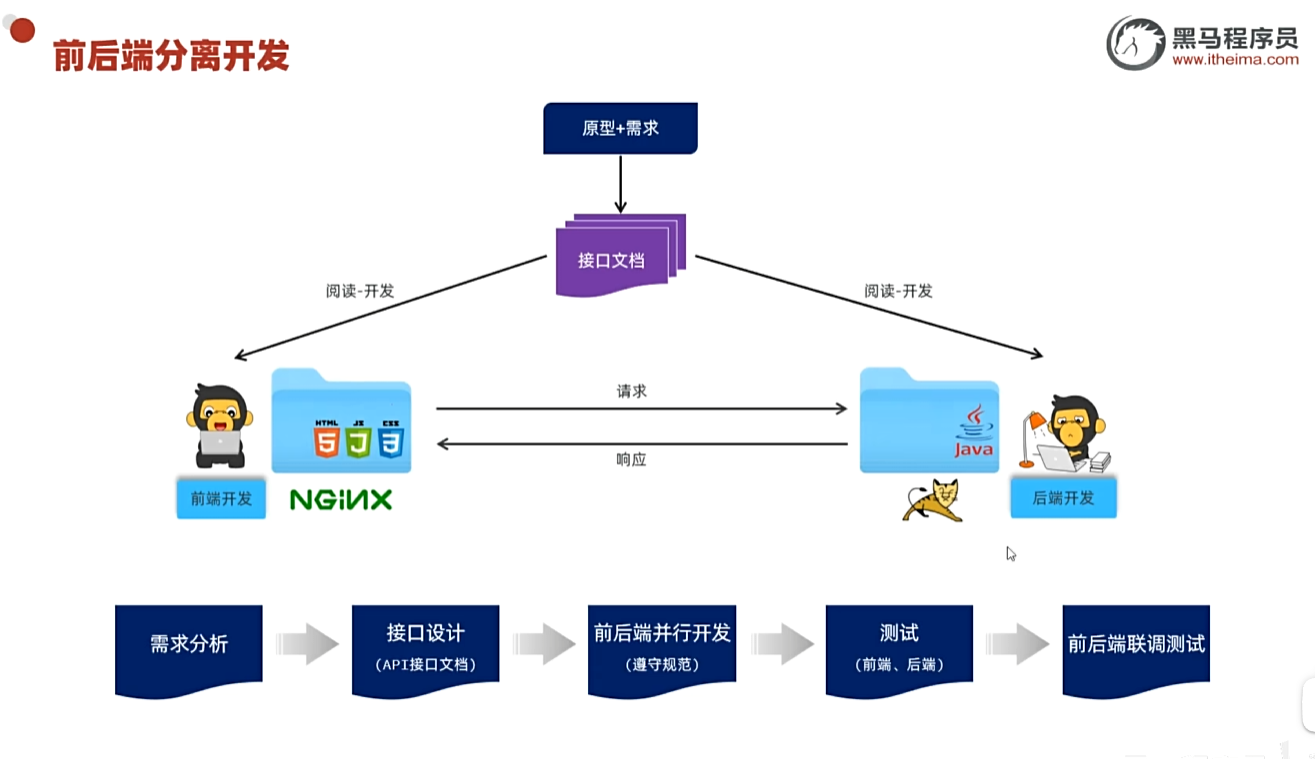 前后端分离开发
黑马程序员
www.itheima.com
原型+需求
接口文档
阅读-开发
阅读-开发
请求
响应
HTML
JS
CSS
5
3
Java
前端开发
NGiNX
后端开发
需求分析
接口设计
(API接口文档)
前后端并行开发
(遵守规范)
测试
(前端、后端)
前后端联调测试